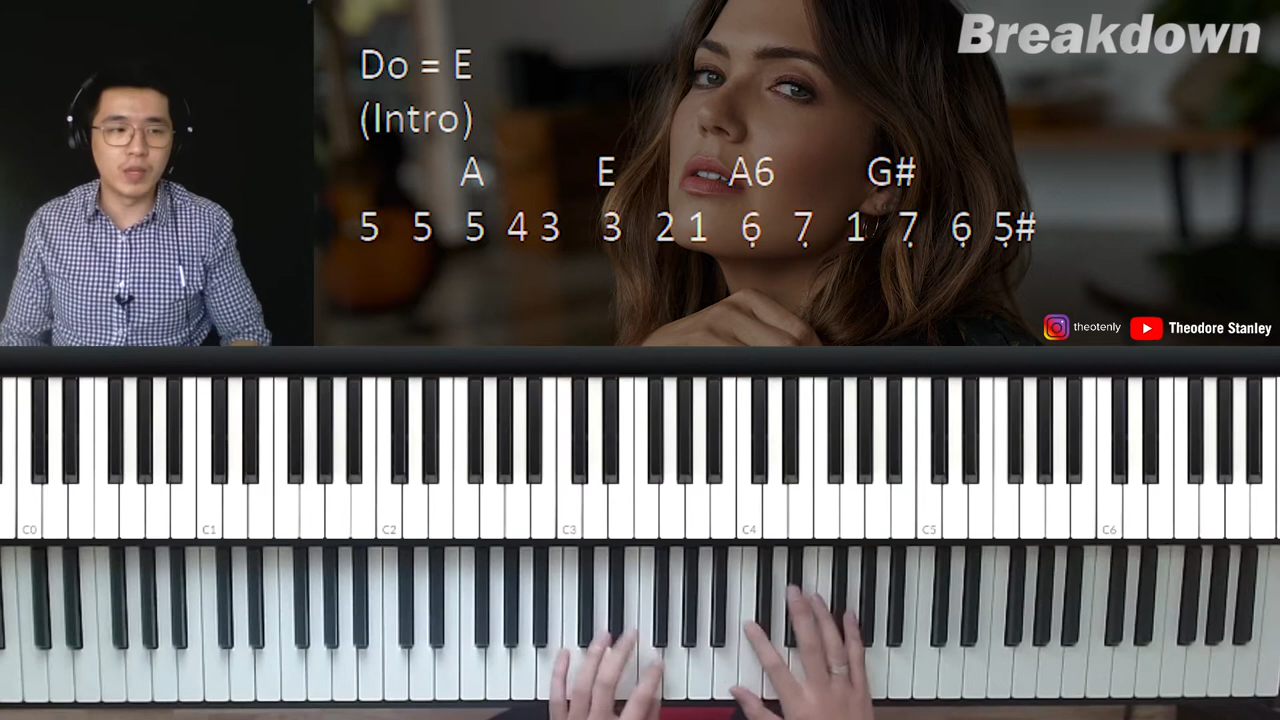 Breakdown
Do = E
(Intro)
A E A6 G#
5 5 5 4 3 3 2 1 6̣ 7̣ 1 7̣ 6̣ 5̣#
theotenly Theodore Stanley
C0 C1 C2 C3 C4 C5 C6